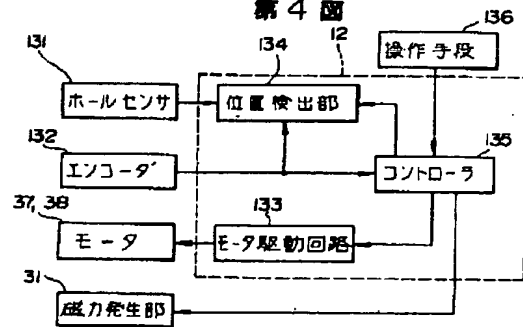 第4図
136
操作手段
12
134
131
ホールセンサ
位置検出部
135
132
エンコーダ
コントローラ
133
37, 38
モータ
モータ駆動回路
31
磁力発生部